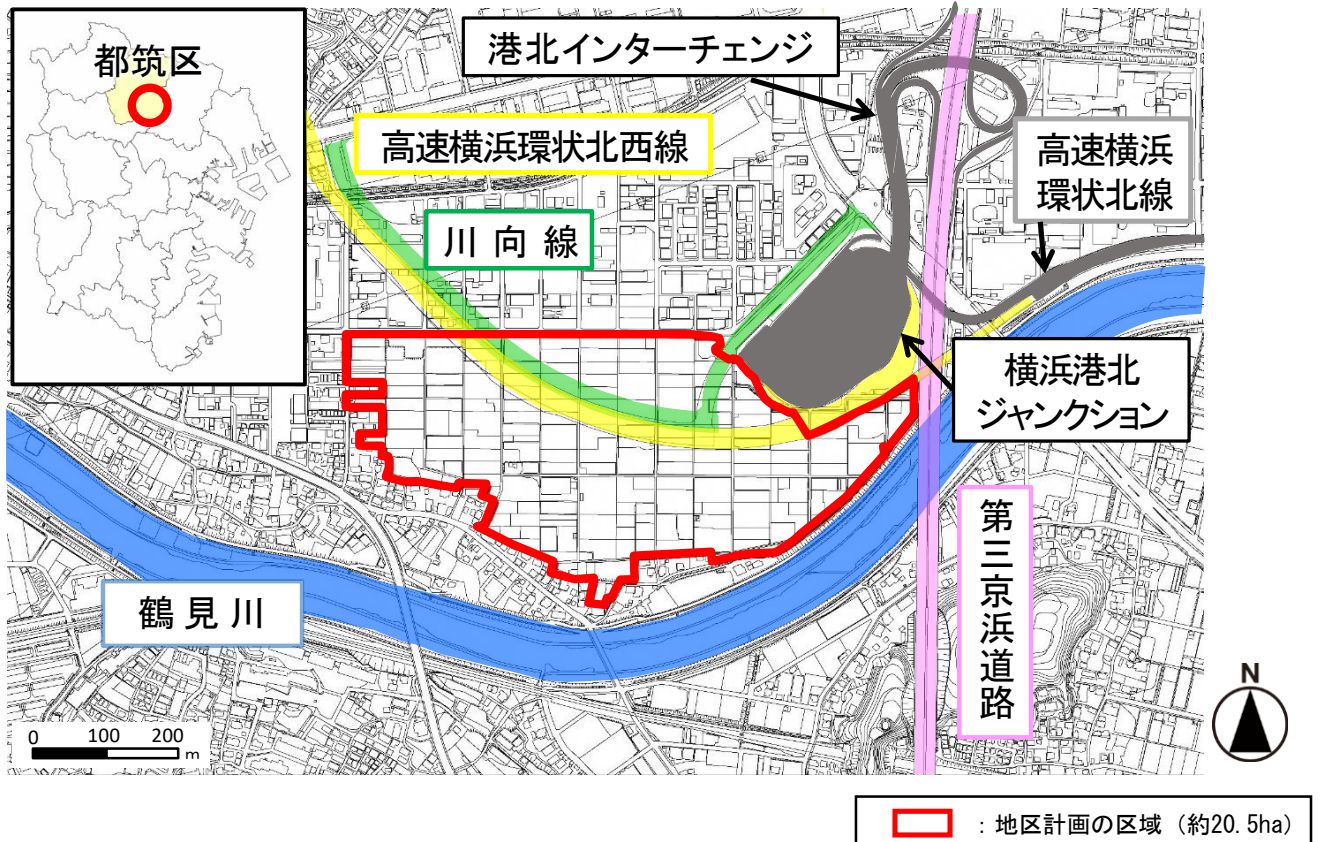 都筑区
港北インターチェンジ
高速横浜環状北西線
高速横浜
環状北線
川向線
横浜港北
ジャンクション
第三京浜道路
鶴見川
0 100 200
m
N
：地区計画の区域（約20.5ha）